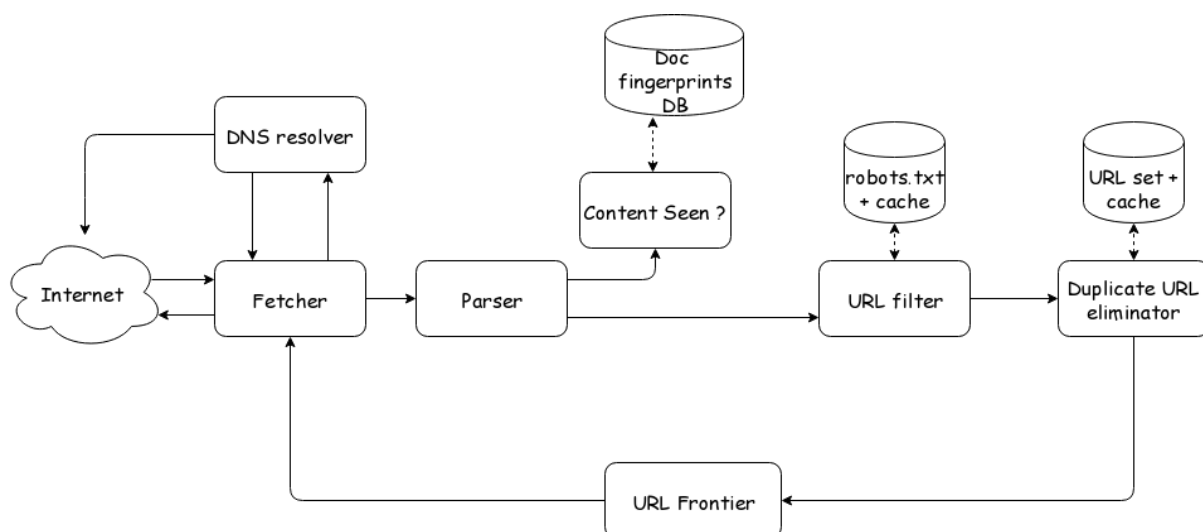 Doc
fingerprints
DB
DNS resolver
robots.txt
+ cache
URL set +
cache
Content Seen ?
Internet
Fetcher
Parser
URL filter
Duplicate URL
eliminator
URL Frontier